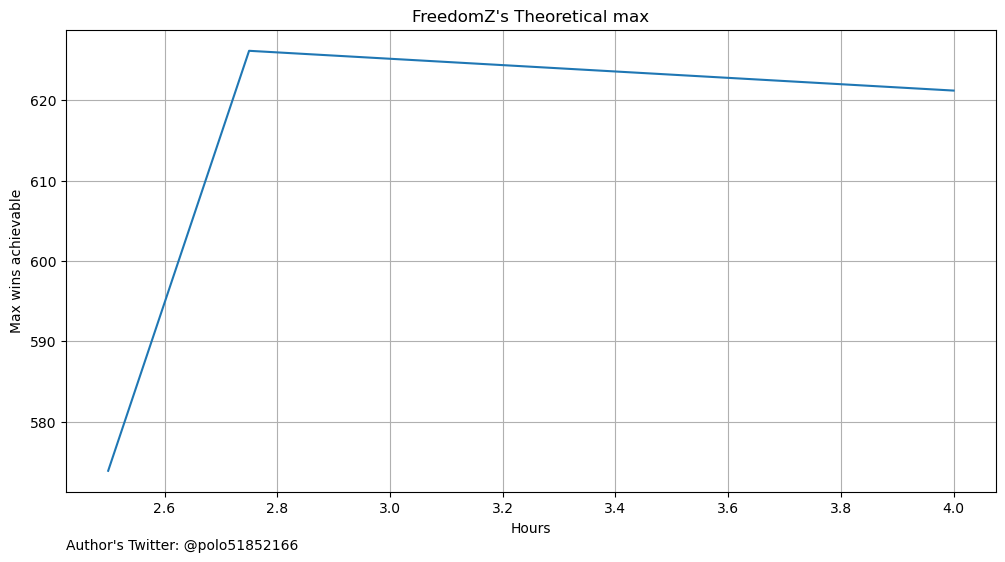 FreedomZ's Theoretical max
Max wins achievable
620
610
600
590
580
2.6 2.8 3.0 3.2 3.4 3.6 3.8 4.0
Hours
Author's Twitter: @polo51852166